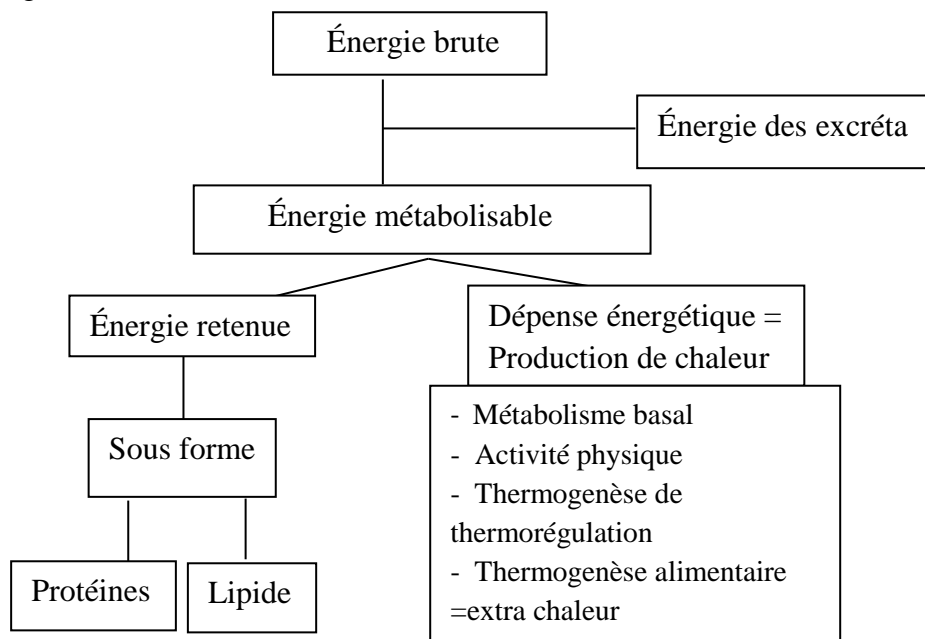 Énergie brute
Énergie des excréta
Énergie métabolisable
Énergie retenue
Dépense énergétique =
Production de chaleur
- Métabolisme basal
- Activité physique
- Thermogenèse de
thermorégulation
- Thermogenèse alimentaire
=extra chaleur
Sous forme
Protéines
Lipide